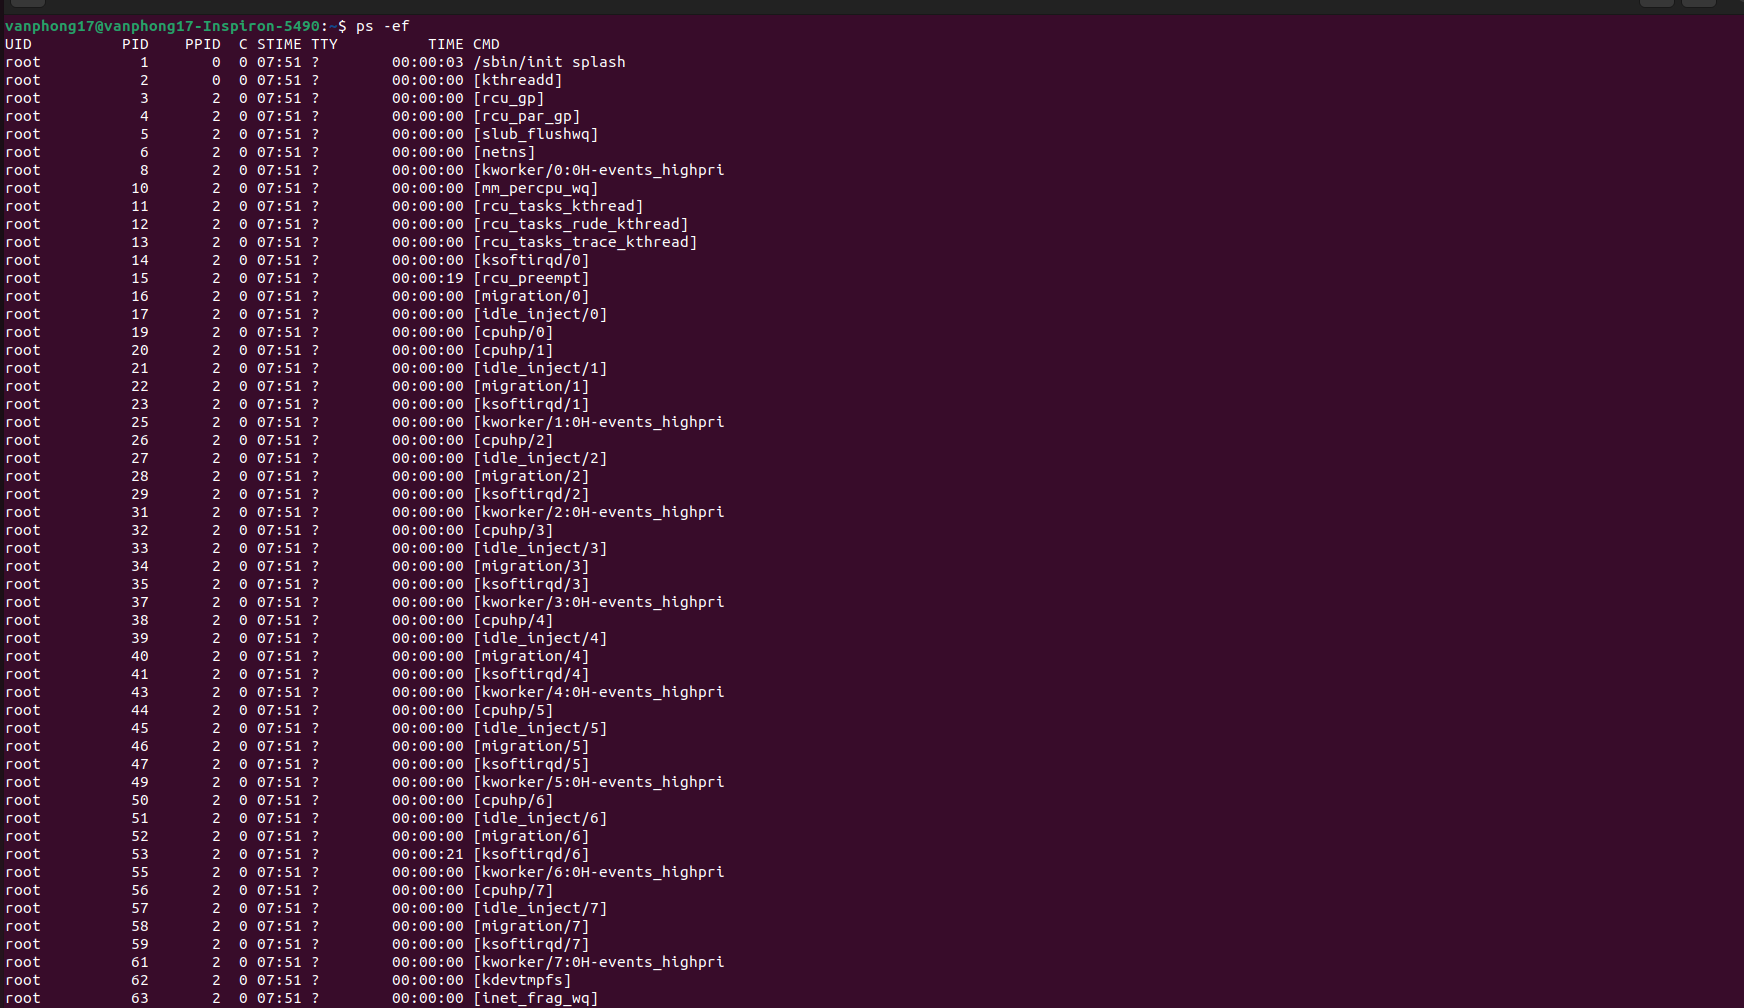 vanphong17@vanphong17-Inspiron-5490:~$ ps -ef
UID          PID    PPID  C STIME TTY          TIME CMD
root           1       0  0 07:51 ?        00:00:03 /sbin/init splash
root           2       0  0 07:51 ?        00:00:00 [kthreadd]
root           3       2  0 07:51 ?        00:00:00 [rcu_gp]
root           4       2  0 07:51 ?        00:00:00 [rcu_par_gp]
root           5       2  0 07:51 ?        00:00:00 [slub_flushwq]
root           6       2  0 07:51 ?        00:00:00 [netns]
root           8       2  0 07:51 ?        00:00:00 [kworker/0:0H-events_highpri
root          10       2  0 07:51 ?        00:00:00 [mm_percpu_wq]
root          11       2  0 07:51 ?        00:00:00 [rcu_tasks_kthread]
root          12       2  0 07:51 ?        00:00:00 [rcu_tasks_rude_kthread]
root          13       2  0 07:51 ?        00:00:00 [rcu_tasks_trace_kthread]
root          14       2  0 07:51 ?        00:00:00 [ksoftirqd/0]
root          15       2  0 07:51 ?        00:00:19 [rcu_preempt]
root          16       2  0 07:51 ?        00:00:00 [migration/0]
root          17       2  0 07:51 ?        00:00:00 [idle_inject/0]
root          19       2  0 07:51 ?        00:00:00 [cpuhp/0]
root          20       2  0 07:51 ?        00:00:00 [cpuhp/1]
root          21       2  0 07:51 ?        00:00:00 [idle_inject/1]
root          22       2  0 07:51 ?        00:00:00 [migration/1]
root          23       2  0 07:51 ?        00:00:00 [ksoftirqd/1]
root          25       2  0 07:51 ?        00:00:00 [kworker/1:0H-events_highpri
root          26       2  0 07:51 ?        00:00:00 [cpuhp/2]
root          27       2  0 07:51 ?        00:00:00 [idle_inject/2]
root          28       2  0 07:51 ?        00:00:00 [migration/2]
root          29       2  0 07:51 ?        00:00:00 [ksoftirqd/2]
root          31       2  0 07:51 ?        00:00:00 [kworker/2:0H-events_highpri
root          32       2  0 07:51 ?        00:00:00 [cpuhp/3]
root          33       2  0 07:51 ?        00:00:00 [idle_inject/3]
root          34       2  0 07:51 ?        00:00:00 [migration/3]
root          35       2  0 07:51 ?        00:00:00 [ksoftirqd/3]
root          37       2  0 07:51 ?        00:00:00 [kworker/3:0H-events_highpri
root          38       2  0 07:51 ?        00:00:00 [cpuhp/4]
root          39       2  0 07:51 ?        00:00:00 [idle_inject/4]
root          40       2  0 07:51 ?        00:00:00 [migration/4]
root          41       2  0 07:51 ?        00:00:00 [ksoftirqd/4]
root          43       2  0 07:51 ?        00:00:00 [kworker/4:0H-events_highpri
root          44       2  0 07:51 ?        00:00:00 [cpuhp/5]
root          45       2  0 07:51 ?        00:00:00 [idle_inject/5]
root          46       2  0 07:51 ?        00:00:00 [migration/5]
root          47       2  0 07:51 ?        00:00:00 [ksoftirqd/5]
root          49       2  0 07:51 ?        00:00:00 [kworker/5:0H-events_highpri
root          50       2  0 07:51 ?        00:00:00 [cpuhp/6]
root          51       2  0 07:51 ?        00:00:00 [idle_inject/6]
root          52       2  0 07:51 ?        00:00:00 [migration/6]
root          53       2  0 07:51 ?        00:00:21 [ksoftirqd/6]
root          55       2  0 07:51 ?        00:00:00 [kworker/6:0H-events_highpri
root          56       2  0 07:51 ?        00:00:00 [cpuhp/7]
root          57       2  0 07:51 ?        00:00:00 [idle_inject/7]
root          58       2  0 07:51 ?        00:00:00 [migration/7]
root          59       2  0 07:51 ?        00:00:00 [ksoftirqd/7]
root          61       2  0 07:51 ?        00:00:00 [kworker/7:0H-events_highpri
root          62       2  0 07:51 ?        00:00:00 [kdevtmpfs]
root          63       2  0 07:51 ?        00:00:00 [inet_frag_wq]